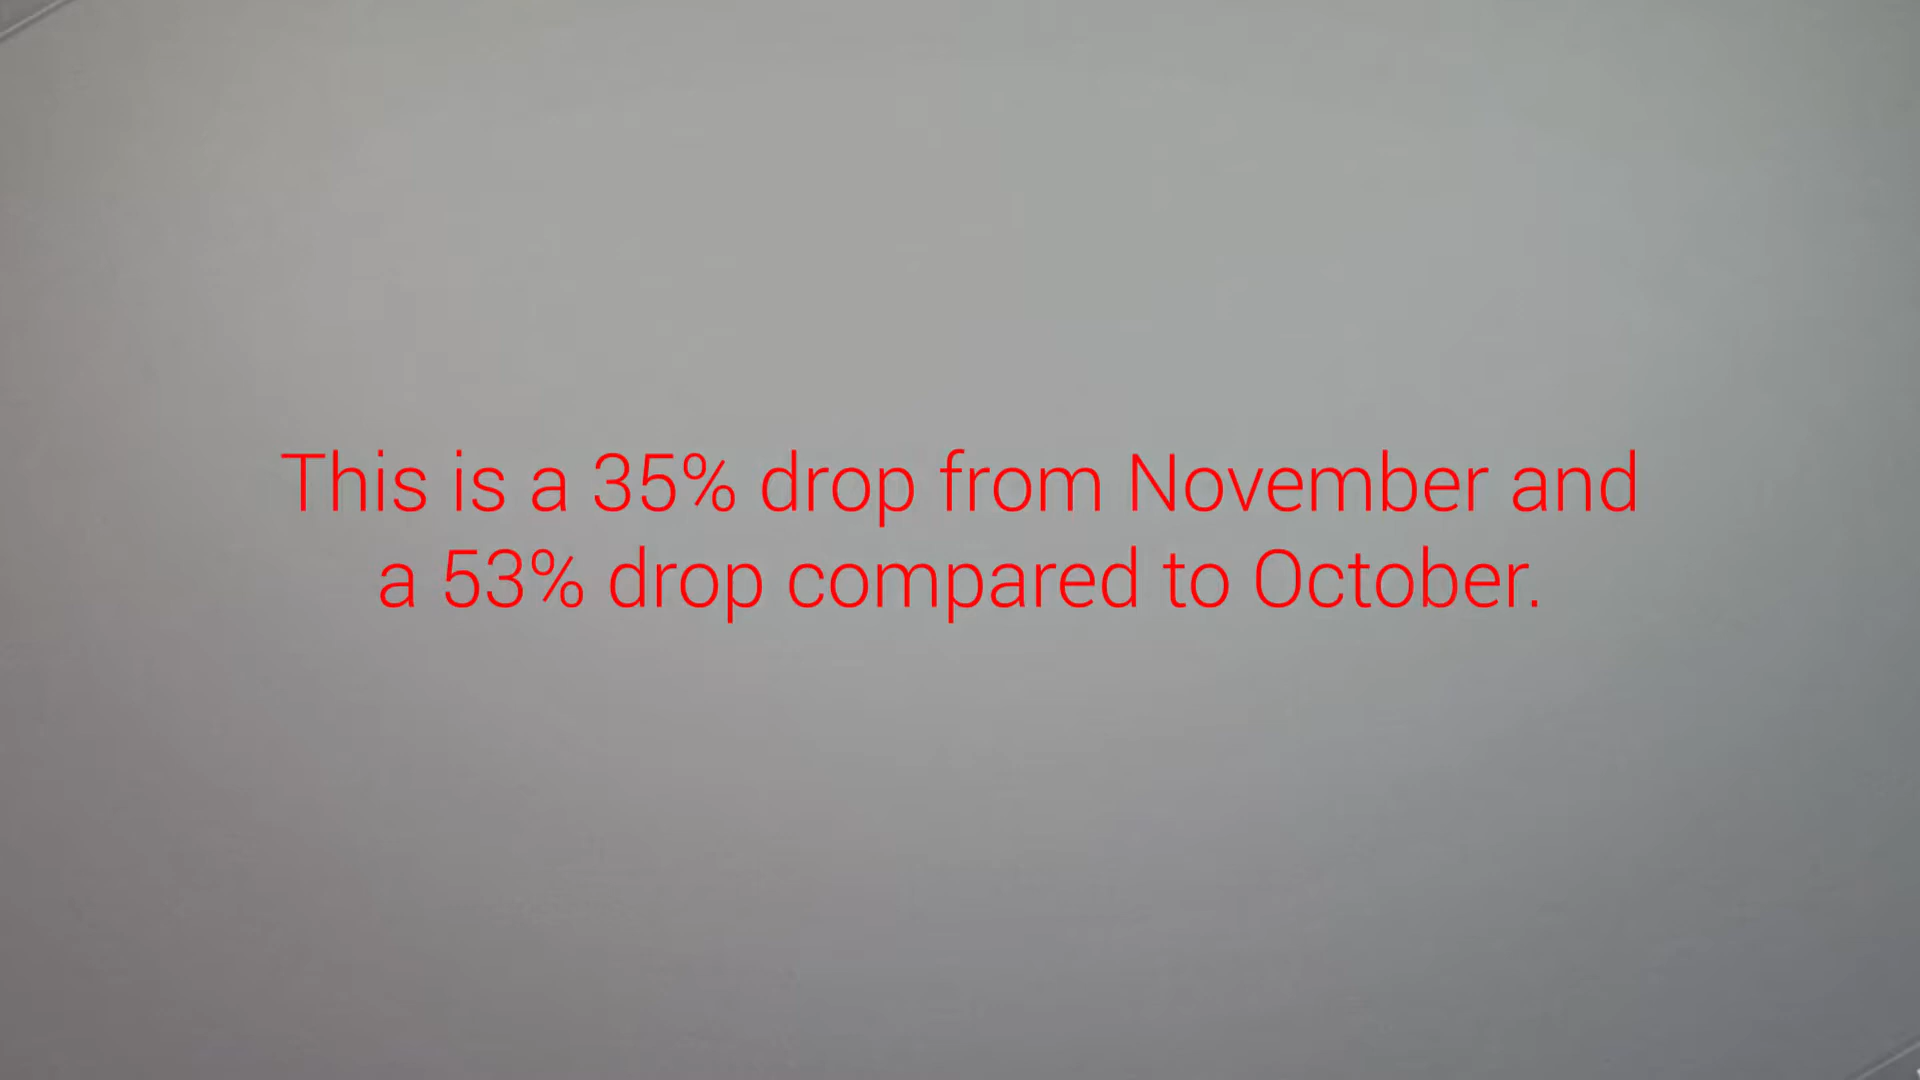 This is a 35% drop from November and
a 53% drop compared to October.